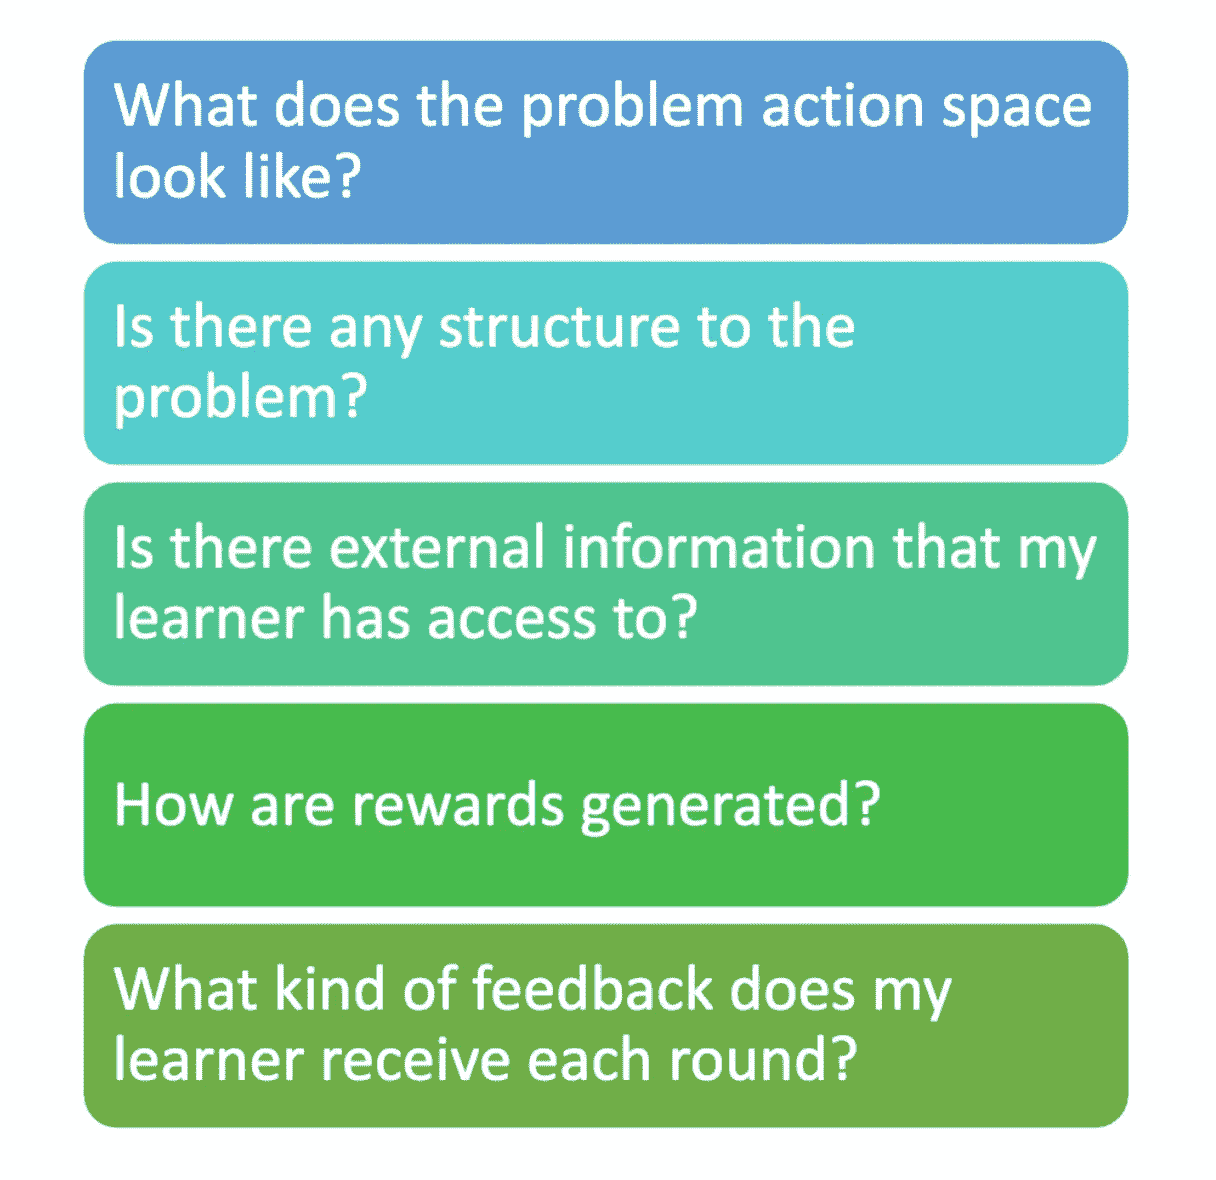 What does the problem action space
look like?
Is there any structure to the
problem?
Is there external information that my
learner has access to?
How are rewards generated?
What kind of feedback does my
learner receive each round?